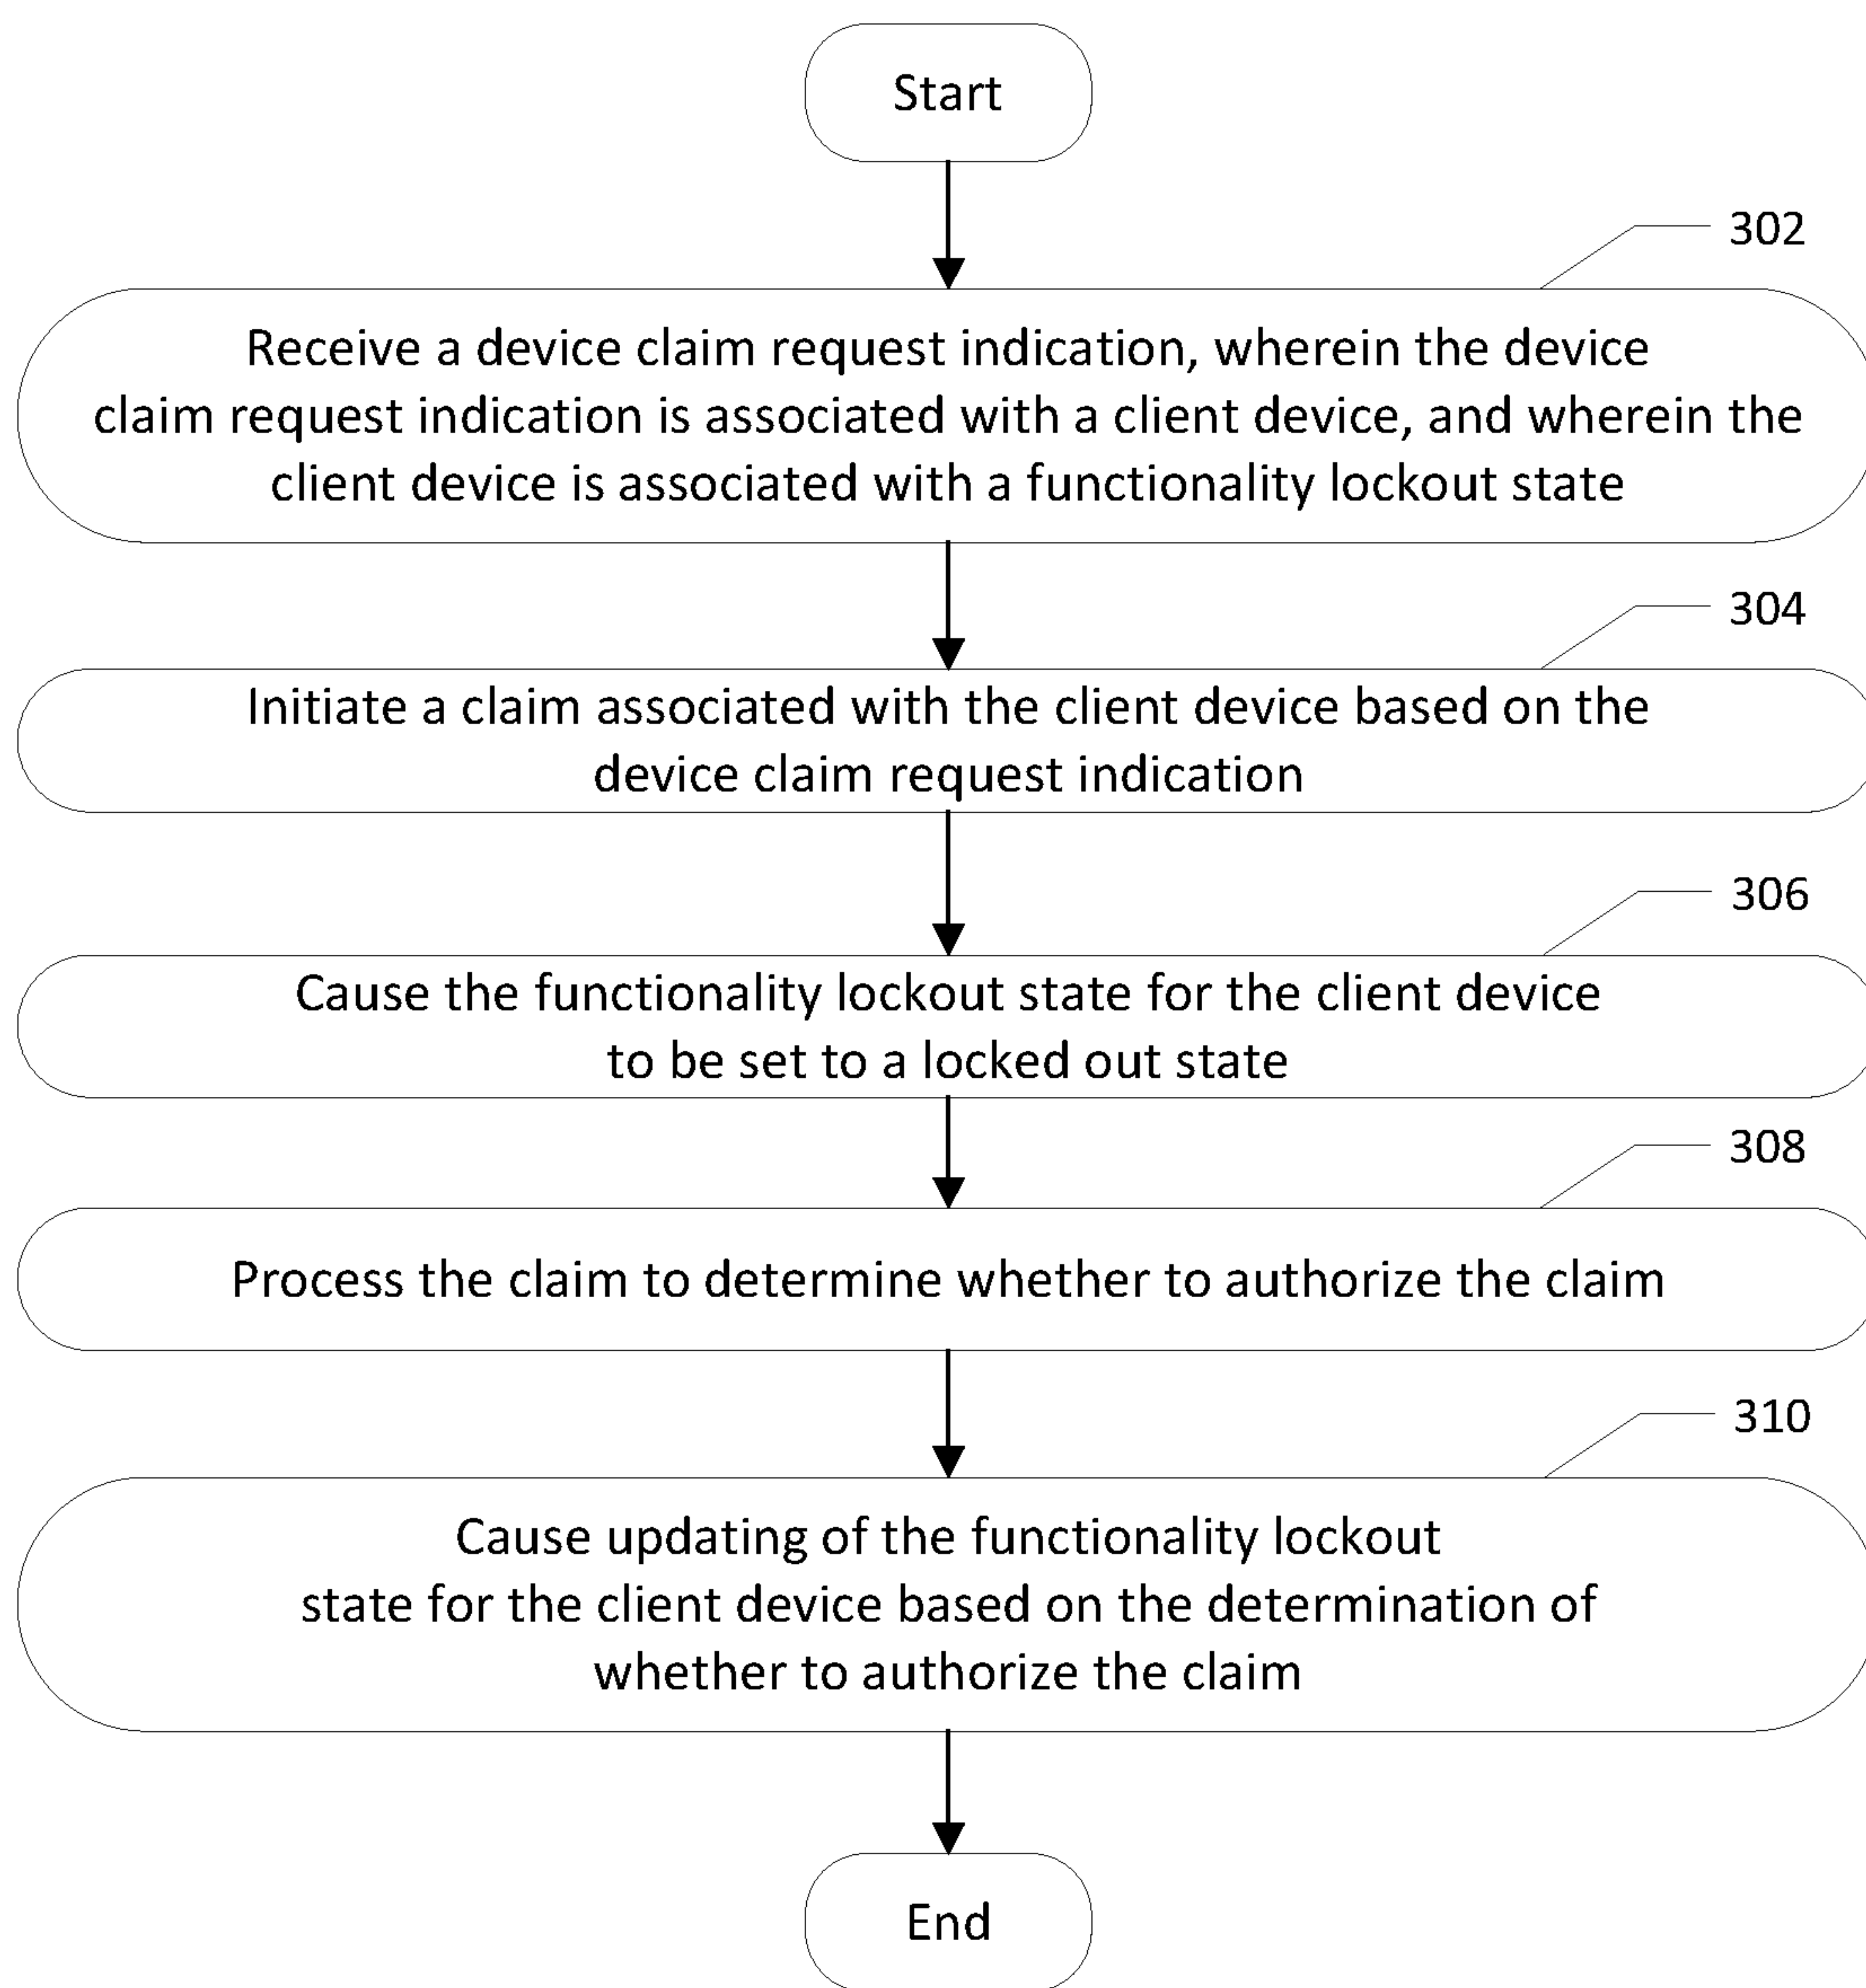 Start
302
Receive a device claim request indication, wherein the device
claim request indication is associated with a client device, and wherein the
client device is associated with a functionality lockout state
304
Initiate a claim associated with the client device based on the
device claim request indication
306
Cause the functionality lockout state for the client device
to be set to a locked out state
308
Process the claim to determine whether to authorize the claim
310
Cause updating of the functionality lockout
state for the client device based on the determination of
whether to authorize the claim
End